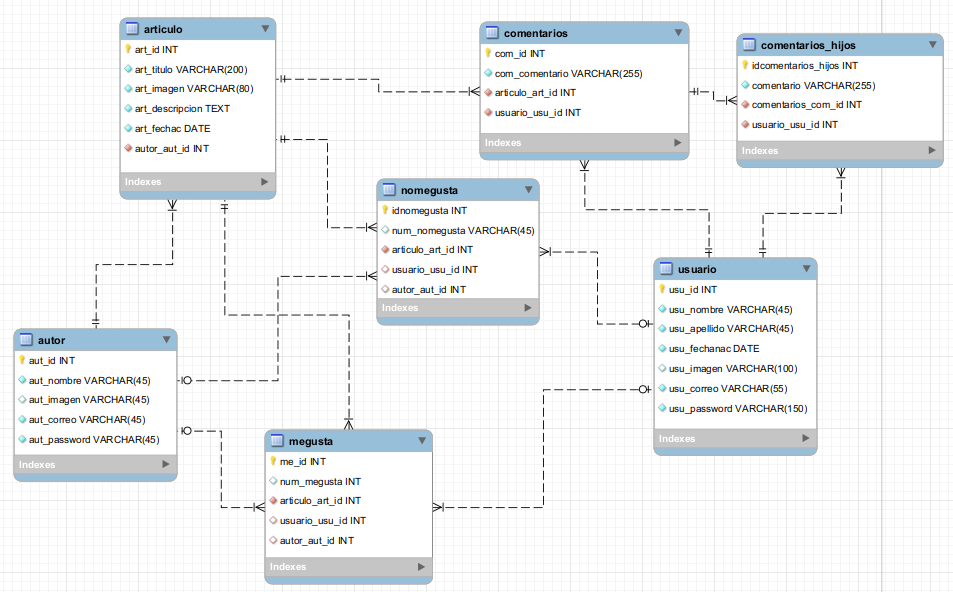 articulo
art_id INT
art_titulo VARCHAR(200)
art_imagen VARCHAR(80)
art_descripcion TEXT
art_fechac DATE
autor_aut_id INT
Indexes
comentarios
com_id INT
com_comentario VARCHAR(255)
articulo_art_id INT
usuario_usu_id INT
Indexes
comentarios_hijos
idcomentarios_hijos INT
comentario VARCHAR(255)
comentarios_com_id INT
usuario_usu_id INT
Indexes
nomegusta
idnomegusta INT
num_nomegusta VARCHAR(45)
articulo_art_id INT
usuario_usu_id INT
autor_aut_id INT
Indexes
usuario
usu_id INT
usu_nombre VARCHAR(45)
usu_apellido VARCHAR(45)
usu_fechanac DATE
usu_imagen VARCHAR(100)
usu_correo VARCHAR(55)
usu_password VARCHAR(150)
Indexes
autor
aut_id INT
aut_nombre VARCHAR(45)
aut_imagen VARCHAR(45)
aut_correo VARCHAR(45)
aut_password VARCHAR(45)
Indexes
megusta
me_id INT
num_megusta INT
articulo_art_id INT
usuario_usu_id INT
autor_aut_id INT
Indexes